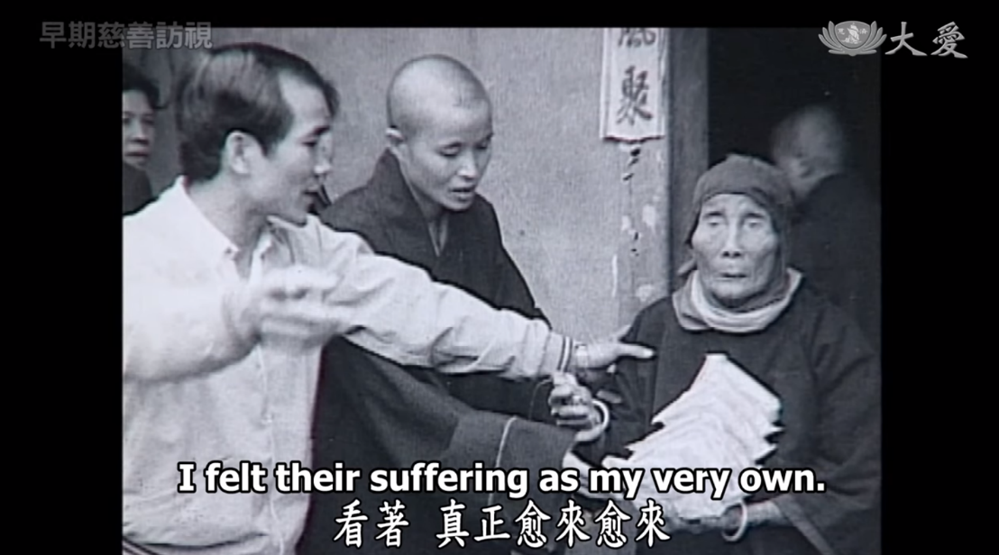 早期慈善訪視
大愛
聚
I felt their suffering as my very own.
看著 真正愈來愈來